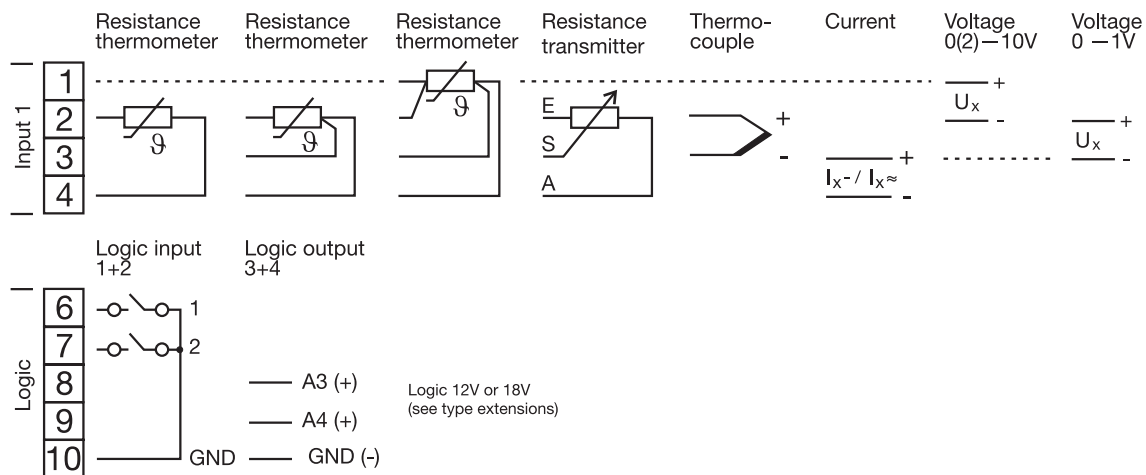 Resistance thermometer
Resistance thermometer
Resistance thermometer
Resistance transmitter
Thermo-
couple
Current
Voltage
0(2)—10V
Voltage
0 —1V
Input 1
1
2
3
4
ϑ
ϑ
ϑ
E
S
A
+
-
+
Ix- / Ix≈
-
+
Ux
-
+
Ux
-
Logic input
1+2
Logic output
3+4
Logic
6
7
8
9
10
1
2
GND
A3 (+)
A4 (+)
GND (-)
Logic 12V or 18V
(see type extensions)